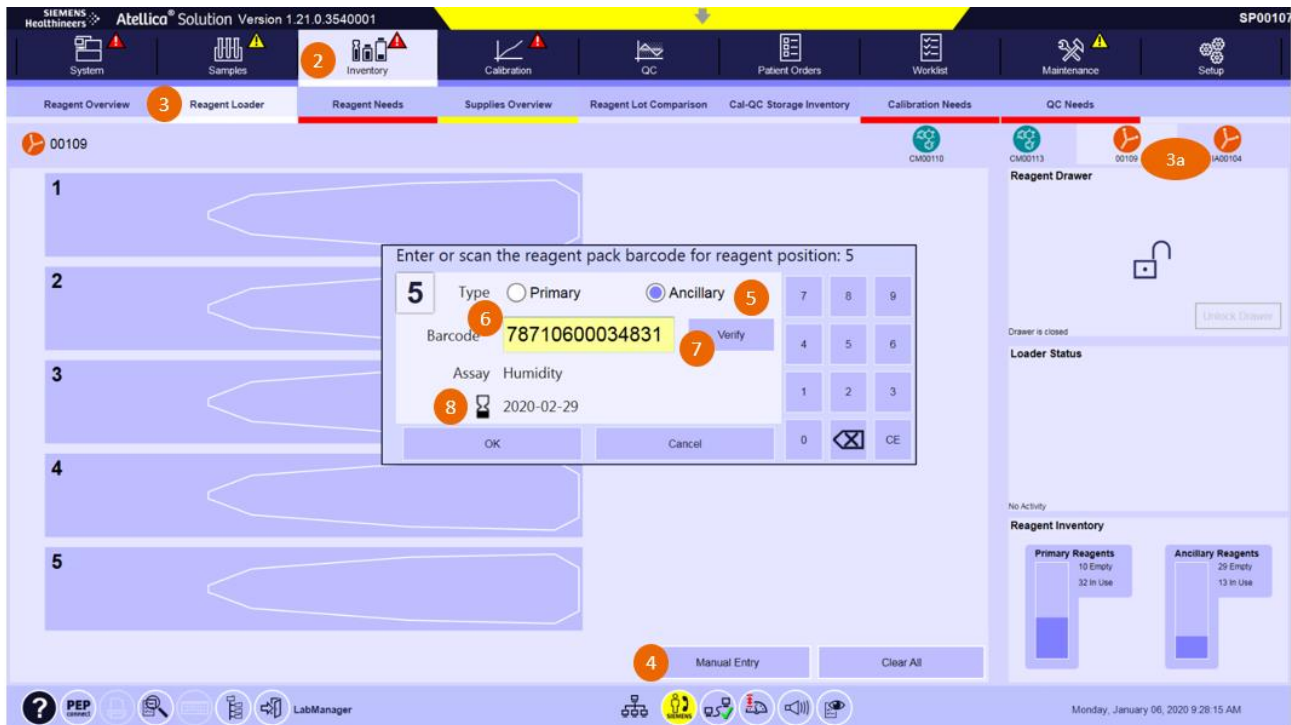 SIEMENS
Healthineers
Atellica® Solution Version 1.21.0.3540001
SP00107
System
Samples
2
Inventory
Calibration
QC
Patient Orders
Worklist
Maintenance
Setup
Reagent Overview
3
Reagent Loader
Reagent Needs
Supplies Overview
Reagent Lot Comparison
Cal-QC Storage Inventory
Calibration Needs
QC Needs
00109
CM00110
CM00113
00109
3a
IA00104
1
2
3
4
5
Enter or scan the reagent pack barcode for reagent position: 5
5
Type
Primary
Ancillary
5
6
Barcode
78710600034831
7
Verify
Assay
Humidity
8
2020-02-29
OK
Cancel
7 8 9
4 5 6
1 2 3
0 CE
4
Manual Entry
Clear All
Reagent Drawer
Unlock Drawer
Drawer is closed
Loader Status
No Activity
Reagent Inventory
Primary Reagents
10 Empty
32 In Use
Ancillary Reagents
29 Empty
13 In Use
?
PEP
connect
LabManager
SIEMENS
Monday, January 06, 2020 9:28:15 AM